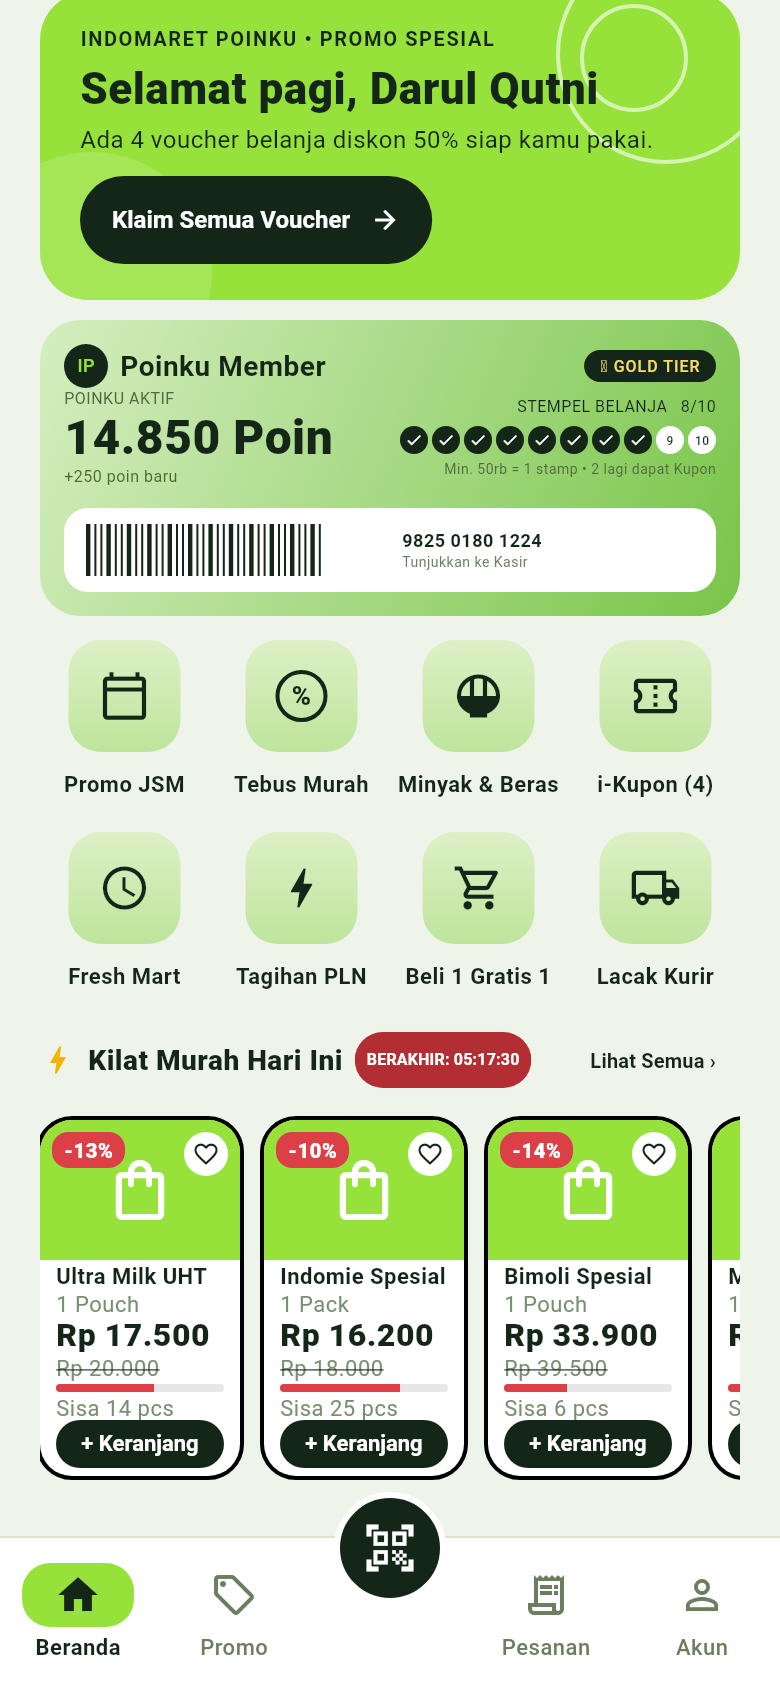 INDOMARET POINKU • PROMO SPESIAL
Selamat pagi, Darul Qutni
Ada 4 voucher belanja diskon 50% siap kamu pakai.
Klaim Semua Voucher
IP
Poinku Member
GOLD TIER
POINKU AKTIF
14.850 Poin
+250 poin baru
STEMPEL BELANJA 8/10
9 10
Min. 50rb = 1 stamp • 2 lagi dapat Kupon
9825 0180 1224
Tunjukkan ke Kasir
Promo JSM
Tebus Murah
Minyak & Beras
i-Kupon (4)
Fresh Mart
Tagihan PLN
Beli 1 Gratis 1
Lacak Kurir
Kilat Murah Hari Ini
BERAKHIR: 05:17:30
Lihat Semua ›
-13%
Ultra Milk UHT
1 Pouch
Rp 17.500
Rp 20.000
Sisa 14 pcs
+ Keranjang
-10%
Indomie Spesial
1 Pack
Rp 16.200
Rp 18.000
Sisa 25 pcs
+ Keranjang
-14%
Bimoli Spesial
1 Pouch
Rp 33.900
Rp 39.500
Sisa 6 pcs
+ Keranjang
Beranda
Promo
Pesanan
Akun